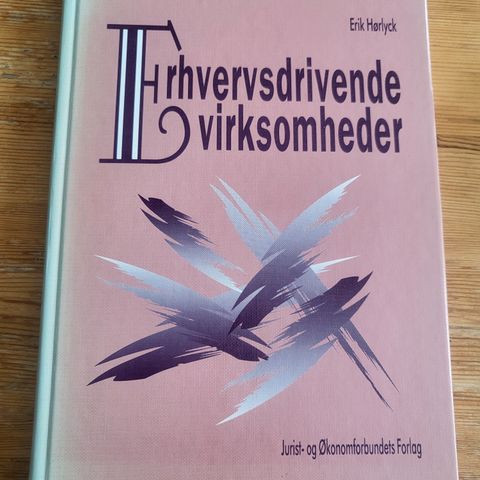 Erik Hørlyck
Erhvervsdrivende
virksomheder
Jurist- og Økonomforbundets Forlag